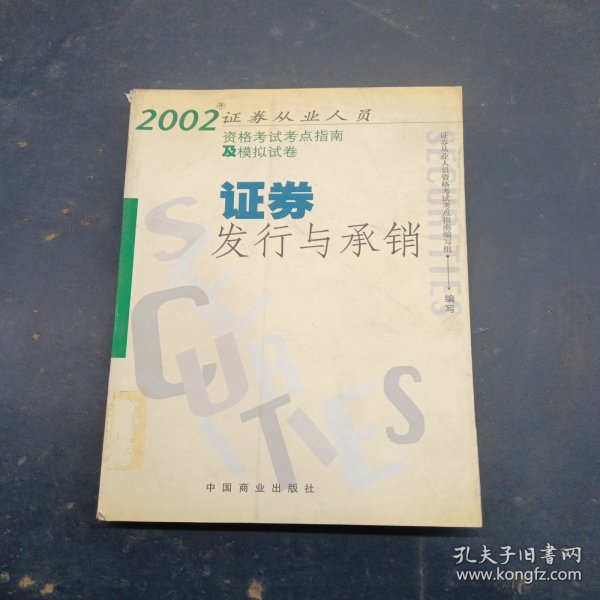 2002年证券从业人员
资格考试考点指南
及模拟试卷
证券
发行与承销
SECURITIES
证券从业人员资格考试考点指南编写组
编写
SECURITIES
中国商业出版社
孔夫子旧书网
www.kongfz.com